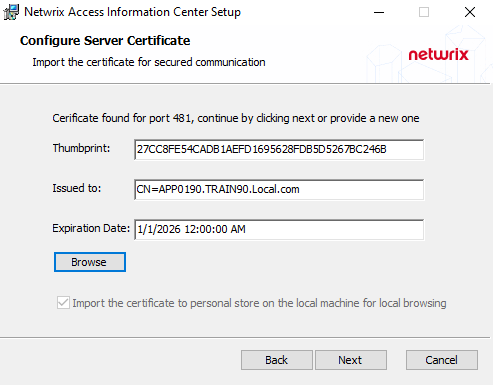 Netwrix Access Information Center Setup
Configure Server Certificate
Import the certificate for secured communication
netwrix
Cerificate found for port 481, continue by clicking next or provide a new one
Thumbprint: 27CC8FE54CADB1AEFD1695628FDB5D5267BC246B
Issued to: CN=APP0190.TRAIN90.Local.com
Expiration Date: 1/1/2026 12:00:00 AM
Browse
Import the certificate to personal store on the local machine for local browsing
Back Next Cancel